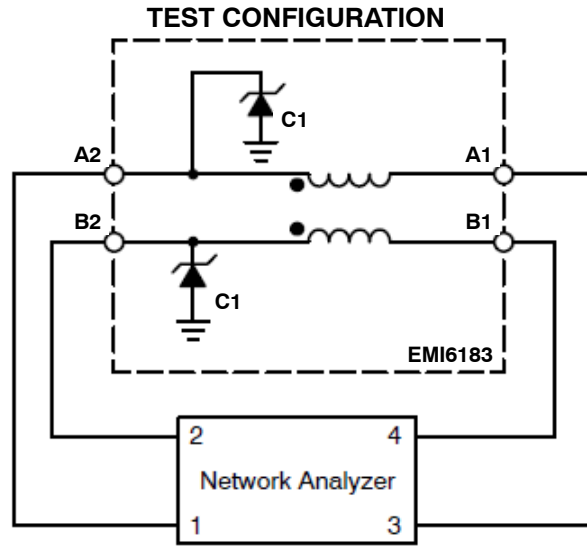 TEST CONFIGURATION
C1
A2
A1
B2
B1
C1
EMI6183
2
4
Network Analyzer
1
3